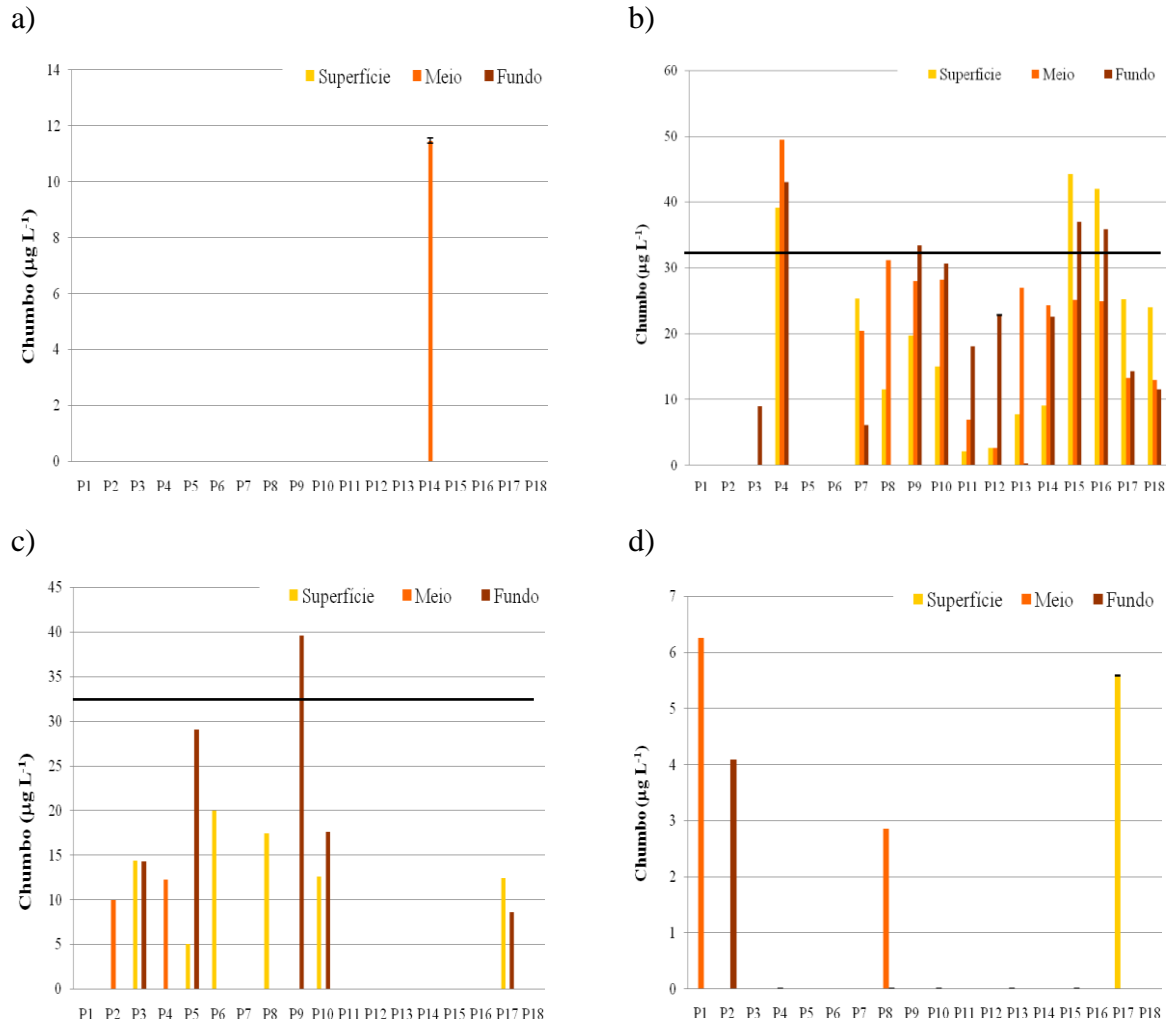 a)
Superfície Meio Fundo
14
12
10
8
6
4
2
0
Chumbo (µg L-1)
P1 P2 P3 P4 P5 P6 P7 P8 P9 P10 P11 P12 P13 P14 P15 P16 P17 P18
b)
Superfície Meio Fundo
60
50
40
30
20
10
0
Chumbo (µg L-1)
P1 P2 P3 P4 P5 P6 P7 P8 P9 P10 P11 P12 P13 P14 P15 P16 P17 P18
c)
Superfície Meio Fundo
45
40
35
30
25
20
15
10
5
0
Chumbo (µg L-1)
P1 P2 P3 P4 P5 P6 P7 P8 P9 P10 P11 P12 P13 P14 P15 P16 P17 P18
d)
Superfície Meio Fundo
7
6
5
4
3
2
1
0
Chumbo (µg L-1)
P1 P2 P3 P4 P5 P6 P7 P8 P9 P10 P11 P12 P13 P14 P15 P16 P17 P18